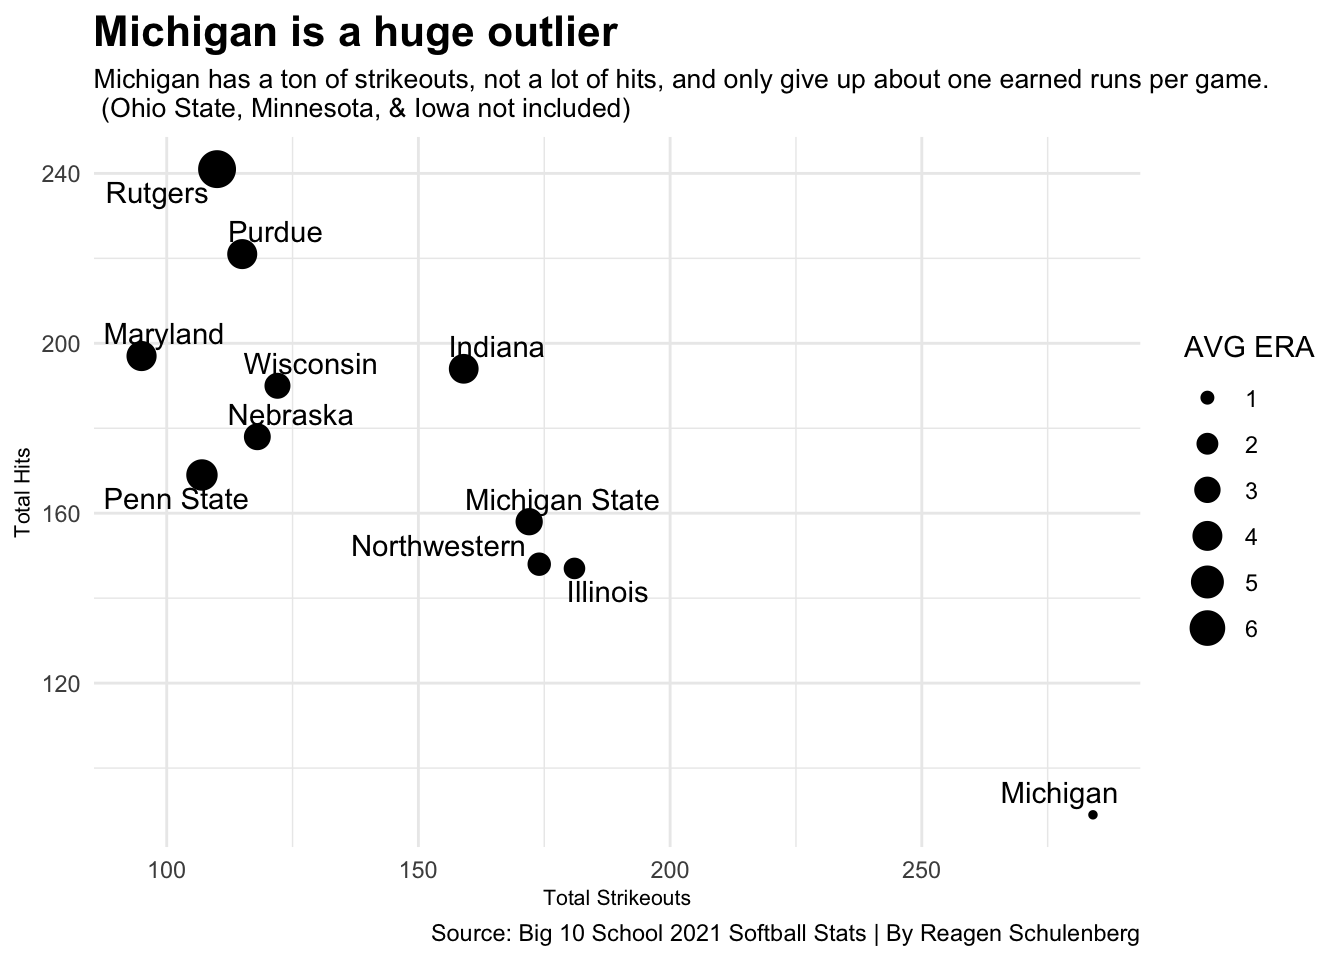 Michigan is a huge outlier
Michigan has a ton of strikeouts, not a lot of hits, and only give up about one earned runs per game.
(Ohio State, Minnesota, & Iowa not included)
240
Rutgers
Purdue
Maryland
200
Indiana
Wisconsin
Nebraska
Penn State
Michigan State
160
Northwestern
Illinois
120
Michigan
Total Hits
100
150
200
250
Total Strikeouts
AVG ERA
1
2
3
4
5
6
Source: Big 10 School 2021 Softball Stats | By Reagen Schulenberg